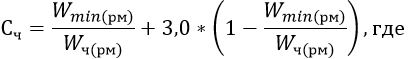 Сч = Wmin(рм)/Wч(рм) + 3,0 * (1 − Wmin(рм)/Wч(рм)), где